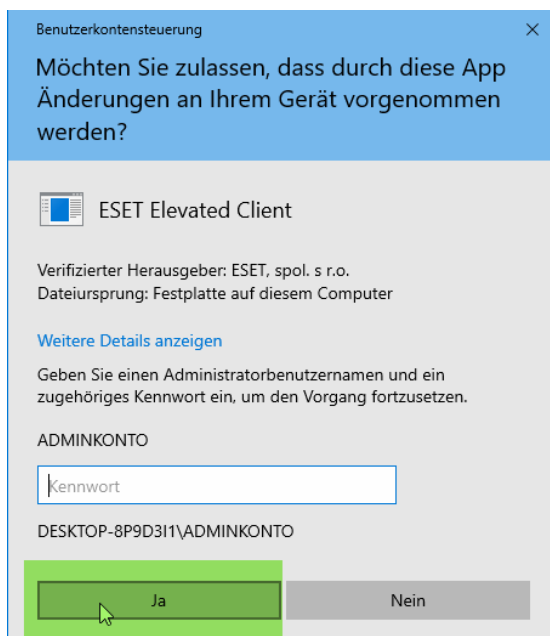 Benutzerkontensteuerung
Möchten Sie zulassen, dass durch diese App
Änderungen an Ihrem Gerät vorgenommen
werden?
ESET Elevated Client
Verifizierter Herausgeber: ESET, spol. s r.o.
Dateiursprung: Festplatte auf diesem Computer
Weitere Details anzeigen
Geben Sie einen Administratorbenutzernamen und ein
zugehöriges Kennwort ein, um den Vorgang fortzusetzen.
ADMINKONTO
Kennwort
DESKTOP-8P9D3I1\ADMINKONTO
Ja Nein